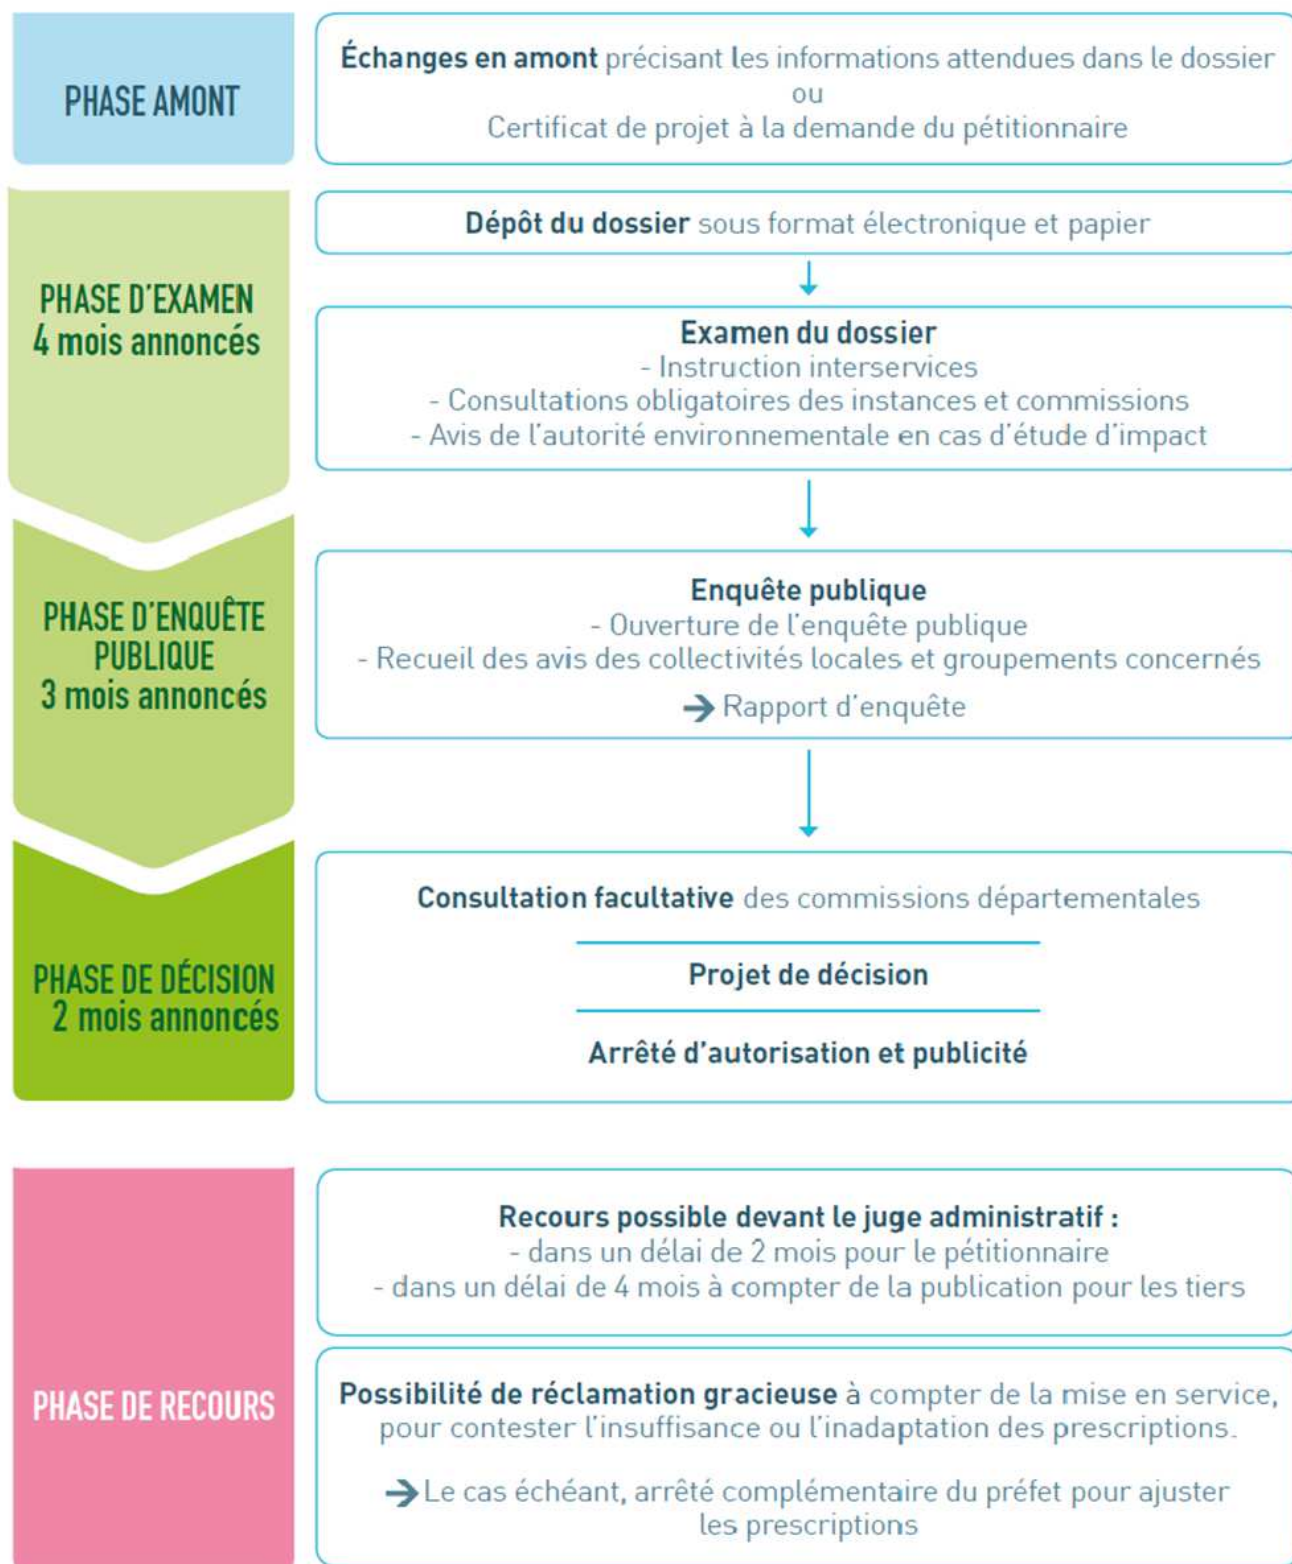 PHASE AMONT
Échanges en amont précisant les informations attendues dans le dossier
ou
Certificat de projet à la demande du pétitionnaire
PHASE D'EXAMEN
4 mois annoncés
Dépôt du dossier sous format électronique et papier
Examen du dossier
- Instruction interservices
- Consultations obligatoires des instances et commissions
- Avis de l'autorité environnementale en cas d'étude d'impact
PHASE D'ENQUÊTE
PUBLIQUE
3 mois annoncés
Enquête publique
- Ouverture de l'enquête publique
- Recueil des avis des collectivités locales et groupements concernés
→ Rapport d'enquête
PHASE DE DÉCISION
2 mois annoncés
Consultation facultative des commissions départementales
Projet de décision
Arrêté d'autorisation et publicité
PHASE DE RECOURS
Recours possible devant le juge administratif :
- dans un délai de 2 mois pour le pétitionnaire
- dans un délai de 4 mois à compter de la publication pour les tiers
Possibilité de réclamation gracieuse à compter de la mise en service,
pour contester l'insuffisance ou l'inadaptation des prescriptions.
→ Le cas échéant, arrêté complémentaire du préfet pour ajuster
les prescriptions